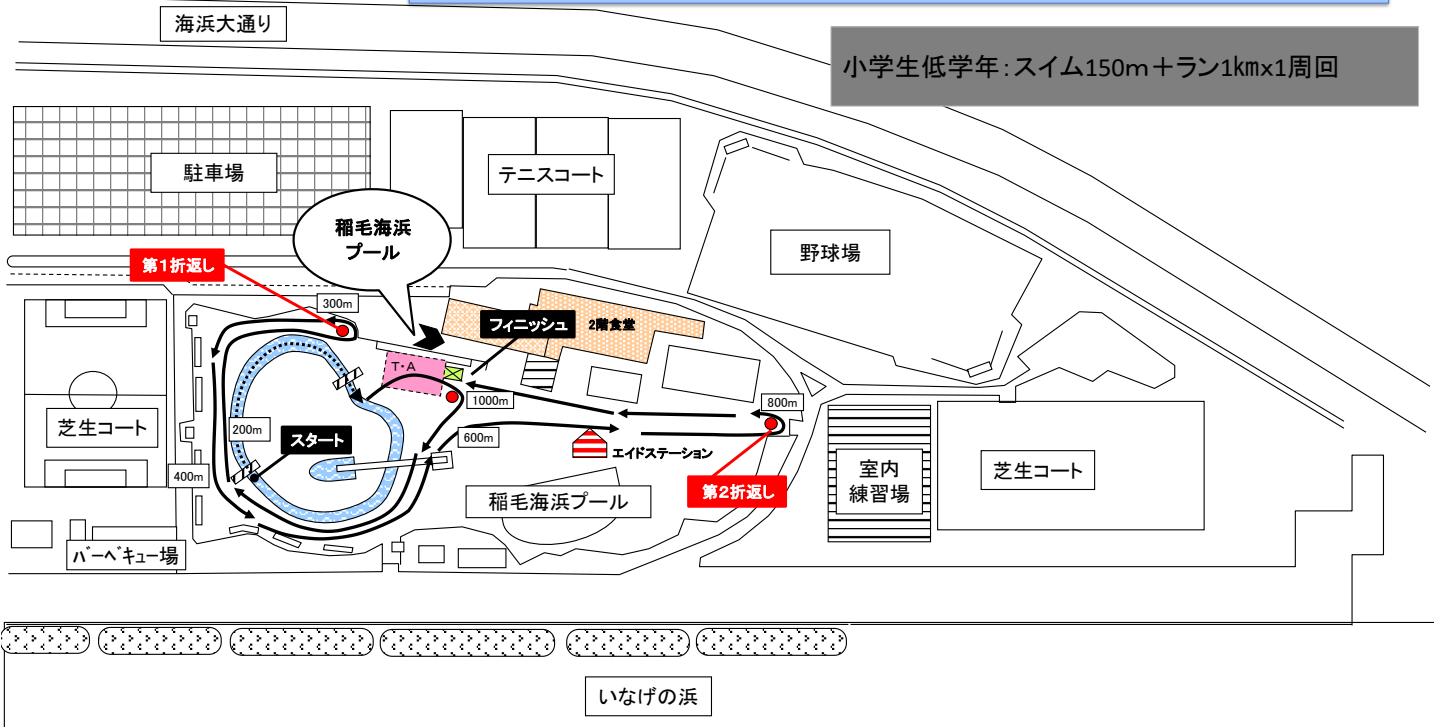 海浜大通り
小学生低学年:スイム150m+ラン1kmx1周回
駐車場
テニスコート
稲毛海浜
プール
野球場
第1折返し
300m
フィニッシュ
2階食堂
T・A
1000m
800m
芝生コート
200m
スタート
600m
エイドステーション
400m
稲毛海浜プール
第2折返し
室内
練習場
芝生コート
バーベキュー場
いなげの浜